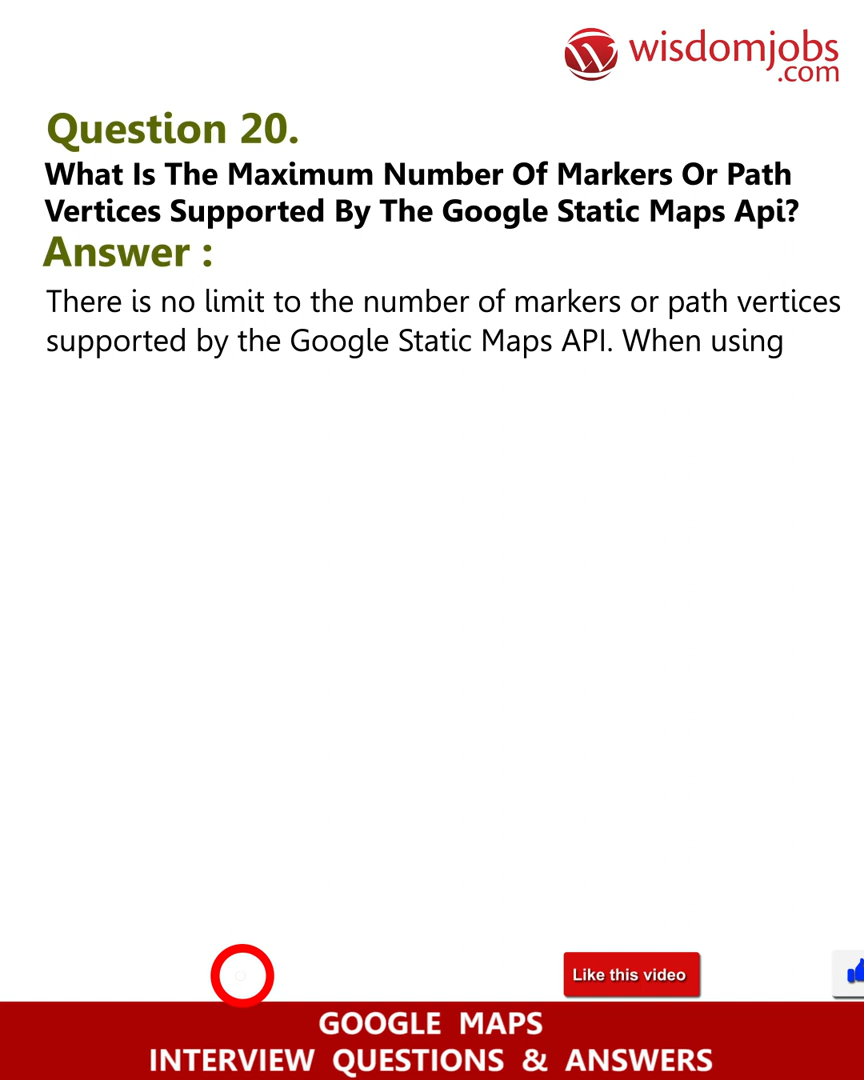 wisdomjobs
.com
Question 20.
What Is The Maximum Number Of Markers Or Path
Vertices Supported By The Google Static Maps Api?
Answer :
There is no limit to the number of markers or path vertices
supported by the Google Static Maps API. When using
Like this video
GOOGLE MAPS
INTERVIEW QUESTIONS & ANSWERS